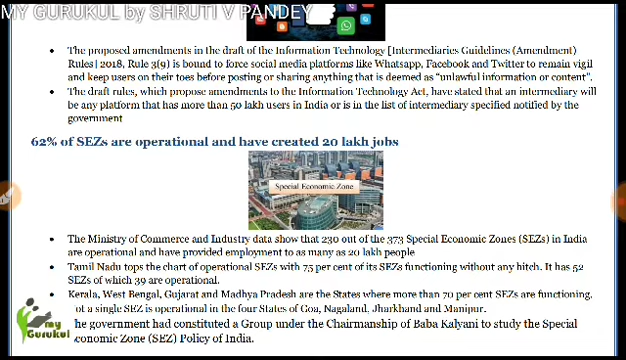 MY GURUKUL by SHRUTI V PANDEY
• The proposed amendments in the draft of the Information Technology [Intermediaries Guidelines (Amendment)
Rules] 2018, Rule 3(9) is bound to force social media platforms like Whatsapp, Facebook and Twitter to remain vigil
and keep users on their toes before posting or sharing anything that is deemed as "unlawful information or content".
• The draft rules, which propose amendments to the Information Technology Act, have stated that an intermediary will
be any platform that has more than 50 lakh users in India or is in the list of intermediary specified notified by the
government
62% of SEZs are operational and have created 20 lakh jobs
Special Economic Zone
• The Ministry of Commerce and Industry data show that 230 out of the 373 Special Economic Zones (SEZs) in India
are operational and have provided employment to as many as 20 lakh people
• Tamil Nadu tops the chart of operational SEZs with 75 per cent of its SEZs functioning without any hitch. It has 52
SEZs of which 39 are operational.
• Kerala, West Bengal, Gujarat and Madhya Pradesh are the States where more than 70 per cent SEZs are functioning.
ot a single SEZ is operational in the four States of Goa, Nagaland, Jharkhand and Manipur.
he government had constituted a Group under the Chairmanship of Baba Kalyani to study the Special
conomic Zone (SEZ) Policy of India.
my
Gurukul